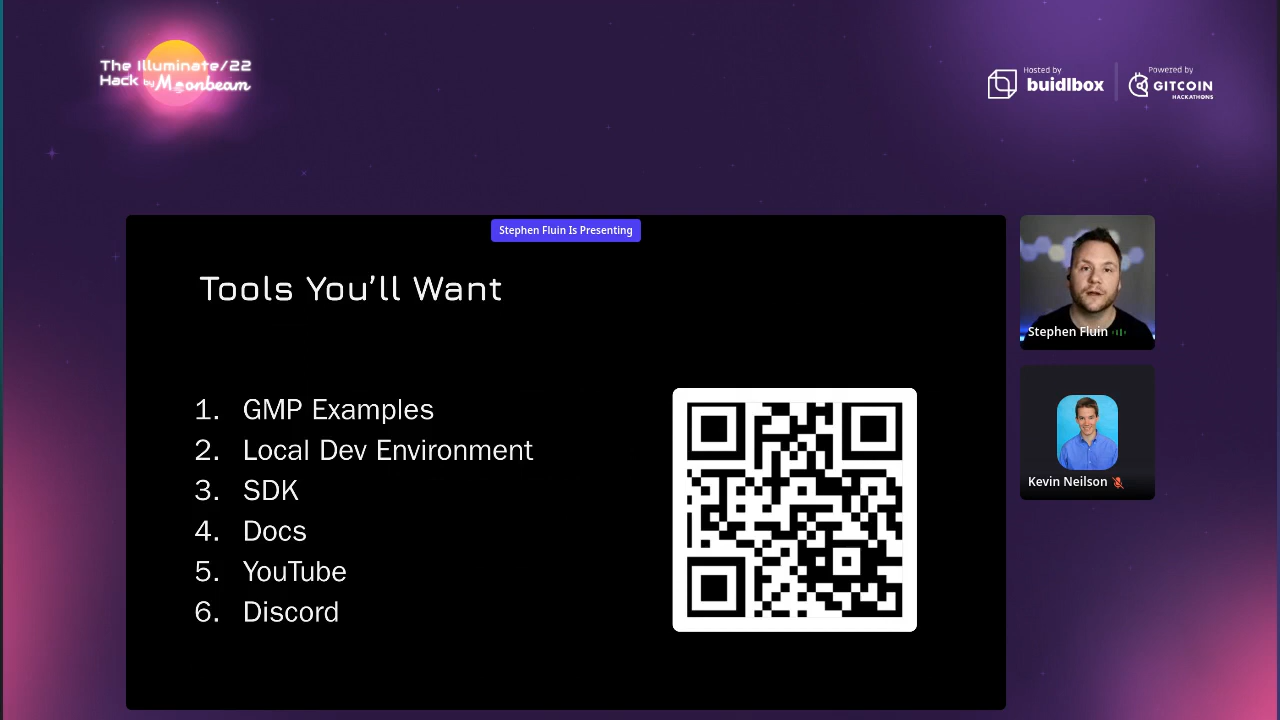 The Illuminate/22
Hack by Moonbeam
Hosted by
buidlbox
Powered by
GITCOIN
HACKATHONS
Stephen Fluin Is Presenting
Tools You’ll Want
1. GMP Examples
2. Local Dev Environment
3. SDK
4. Docs
5. YouTube
6. Discord
Stephen Fluin
Kevin Neilson